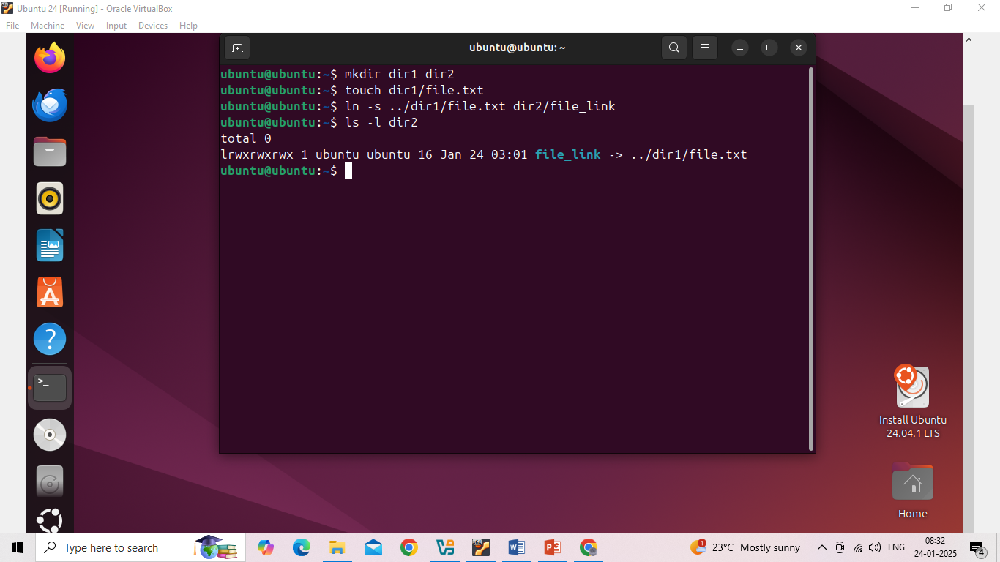 Ubuntu 24 [Running] - Oracle VirtualBox
File Machine View Input Devices Help
ubuntu@ubuntu: ~
ubuntu@ubuntu:~$ mkdir dir1 dir2
ubuntu@ubuntu:~$ touch dir1/file.txt
ubuntu@ubuntu:~$ ln -s ../dir1/file.txt dir2/file_link
ubuntu@ubuntu:~$ ls -l dir2
total 0
lrwxrwxrwx 1 ubuntu ubuntu 16 Jan 24 03:01 file_link -> ../dir1/file.txt
ubuntu@ubuntu:~$
Install Ubuntu
24.04.1 LTS
Home
Type here to search
23°C Mostly sunny
ENG
08:32
24-01-2025
4